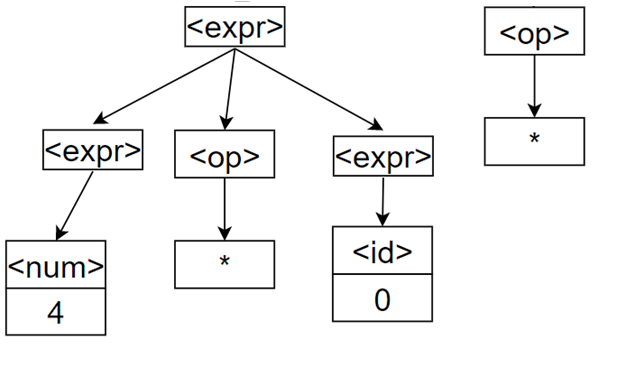 <expr>
<op>
<expr>
<op>
<expr>
*
<num>
4
*
<id>
0